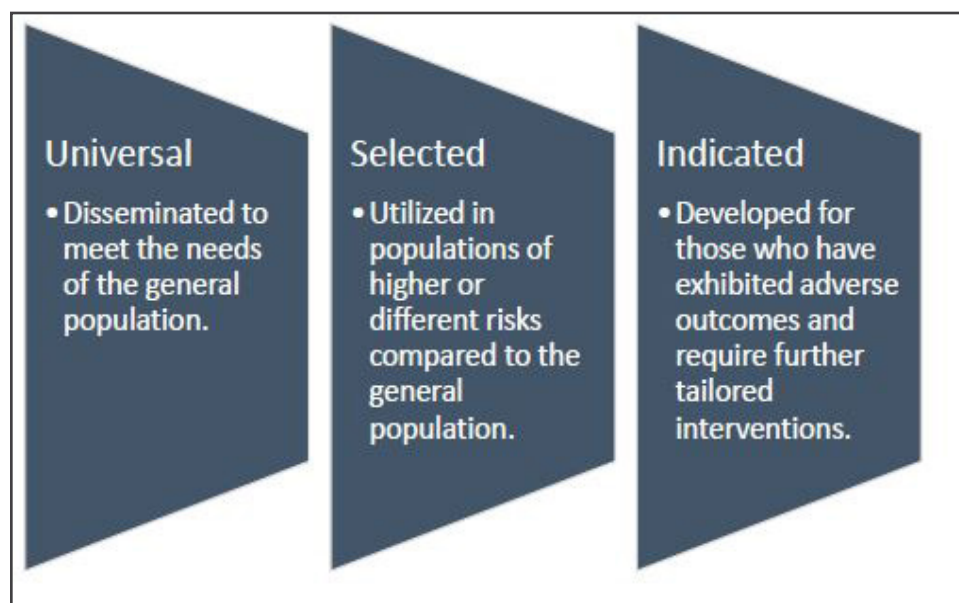 Universal
•Disseminated to
meet the needs
of the general
population.
Selected
•Utilized in
populations of
higher or
different risks
compared to the
general
population.
Indicated
•Developed for
those who have
exhibited adverse
outcomes and
require further
tailored
interventions.